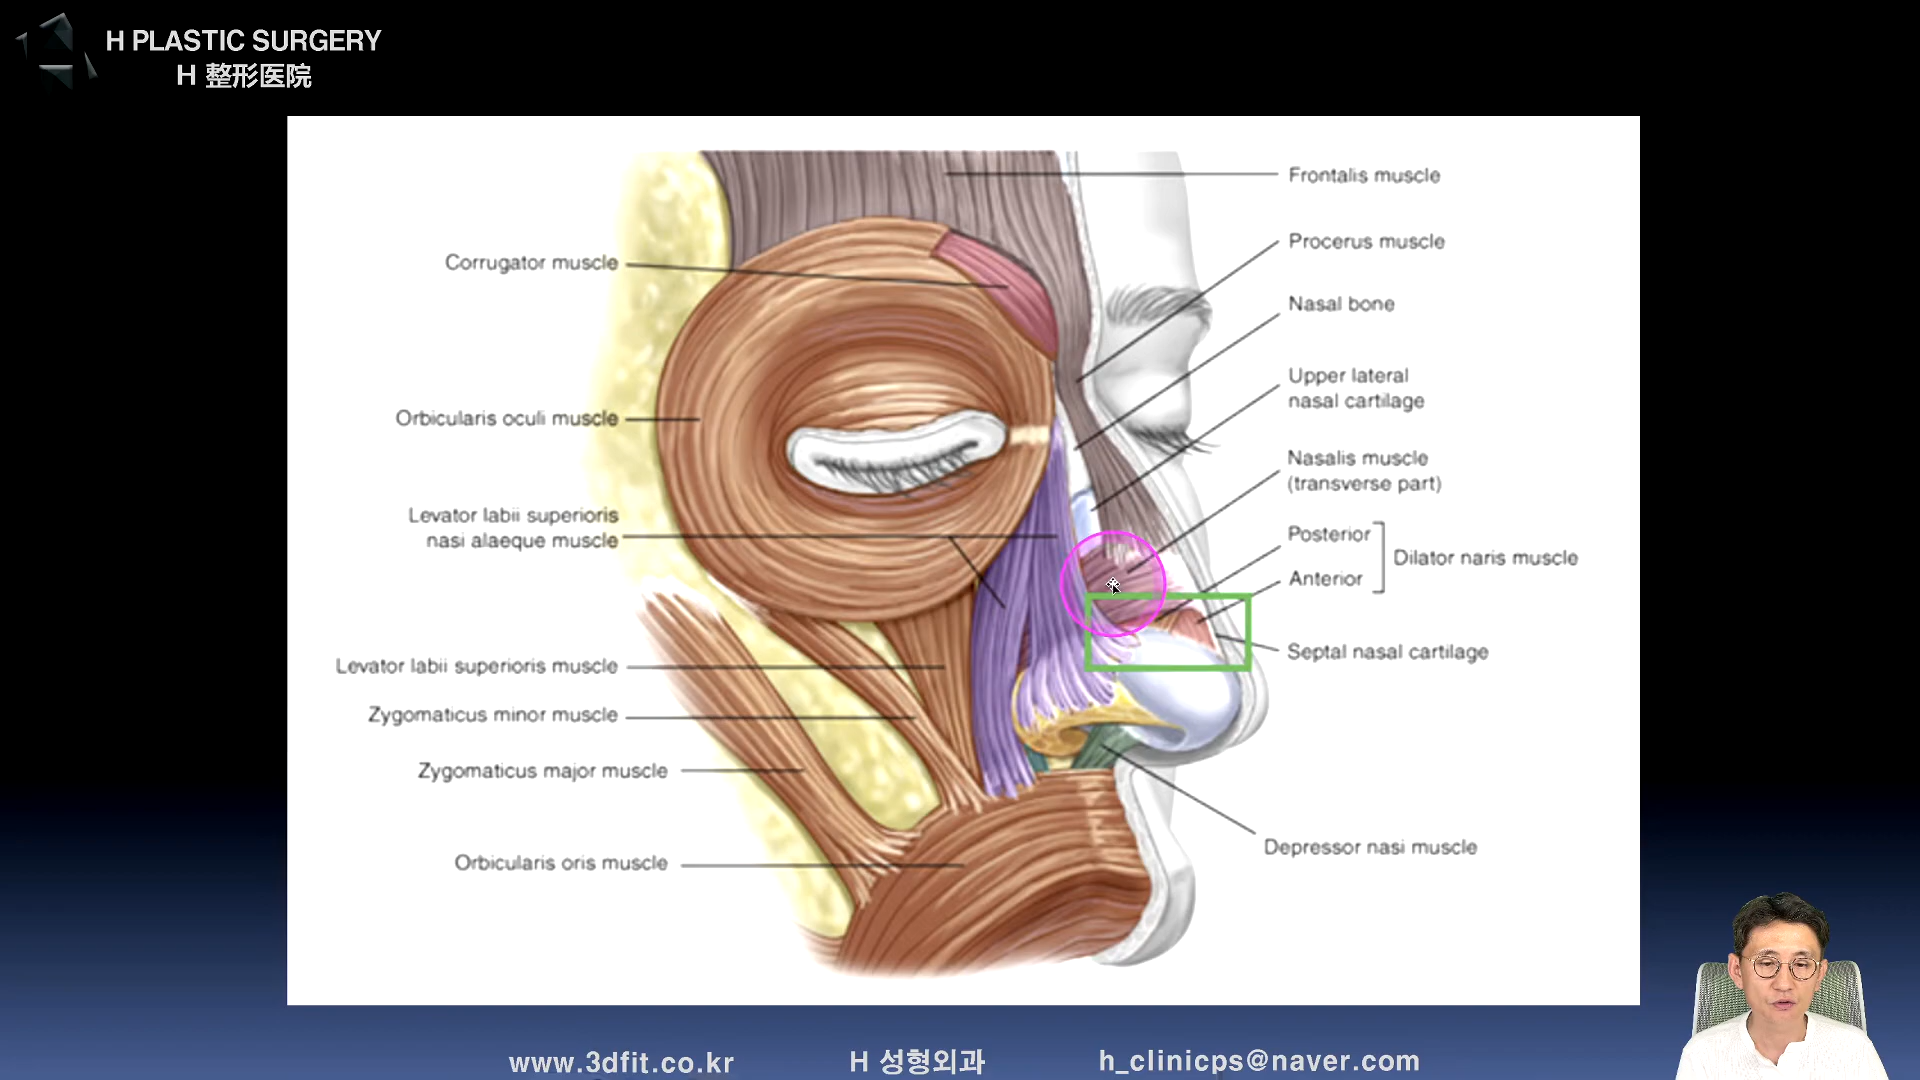 H PLASTIC SURGERY
H 整形医院
Frontalis muscle
Procerus muscle
Corrugator muscle
Nasal bone
Upper lateral
nasal cartilage
Orbicularis oculi muscle
Nasalis muscle
(transverse part)
Levator labii superioris
nasi alaeque muscle
Posterior
Dilator naris muscle
Anterior
Septal nasal cartilage
Levator labii superioris muscle
Zygomaticus minor muscle
Zygomaticus major muscle
Depressor nasi muscle
Orbicularis oris muscle
www.3dfit.co.kr
H 성형외과
h_clinicps@naver.com